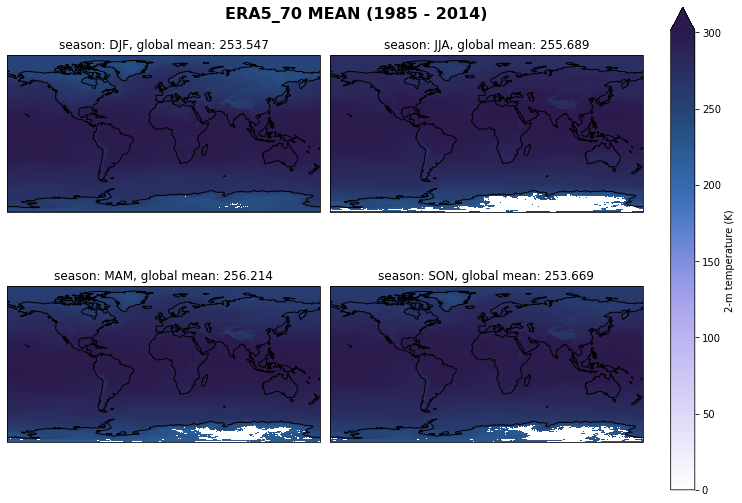 ERA5_70 MEAN (1985 - 2014)
season: DJF, global mean: 253.547
season: JJA, global mean: 255.689
season: MAM, global mean: 256.214
season: SON, global mean: 253.669
300
250
200
150
100
50
0
2-m temperature (K)